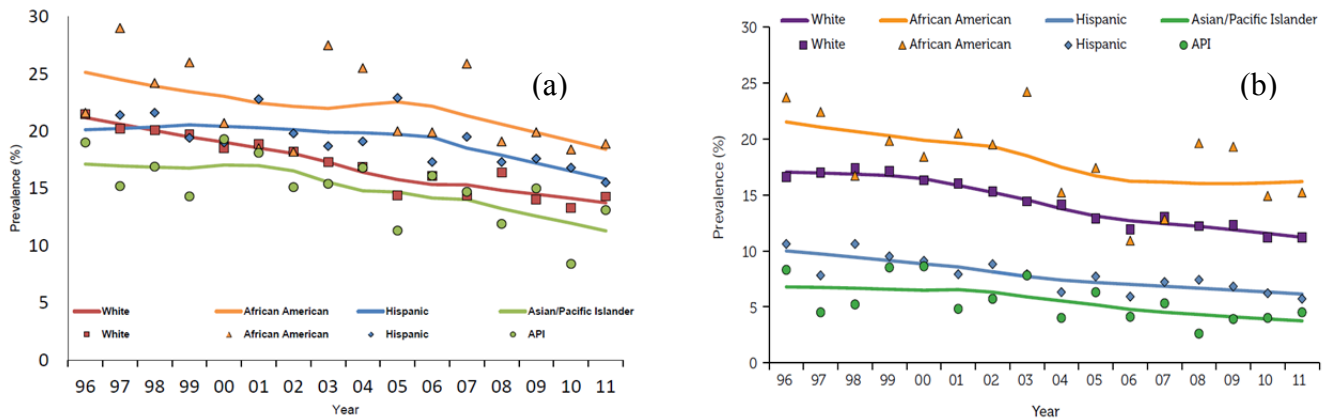 30
25
20
15
10
5
0
Prevalence (%)
(a)
White African American Hispanic Asian/Pacific Islander
White African American Hispanic API
96 97 98 99 00 01 02 03 04 05 06 07 08 09 10 11
Year
White African American Hispanic Asian/Pacific Islander
White African American Hispanic API
30
25
20
15
10
5
0
Prevalence (%)
(b)
96 97 98 99 00 01 02 03 04 05 06 07 08 09 10 11
Year